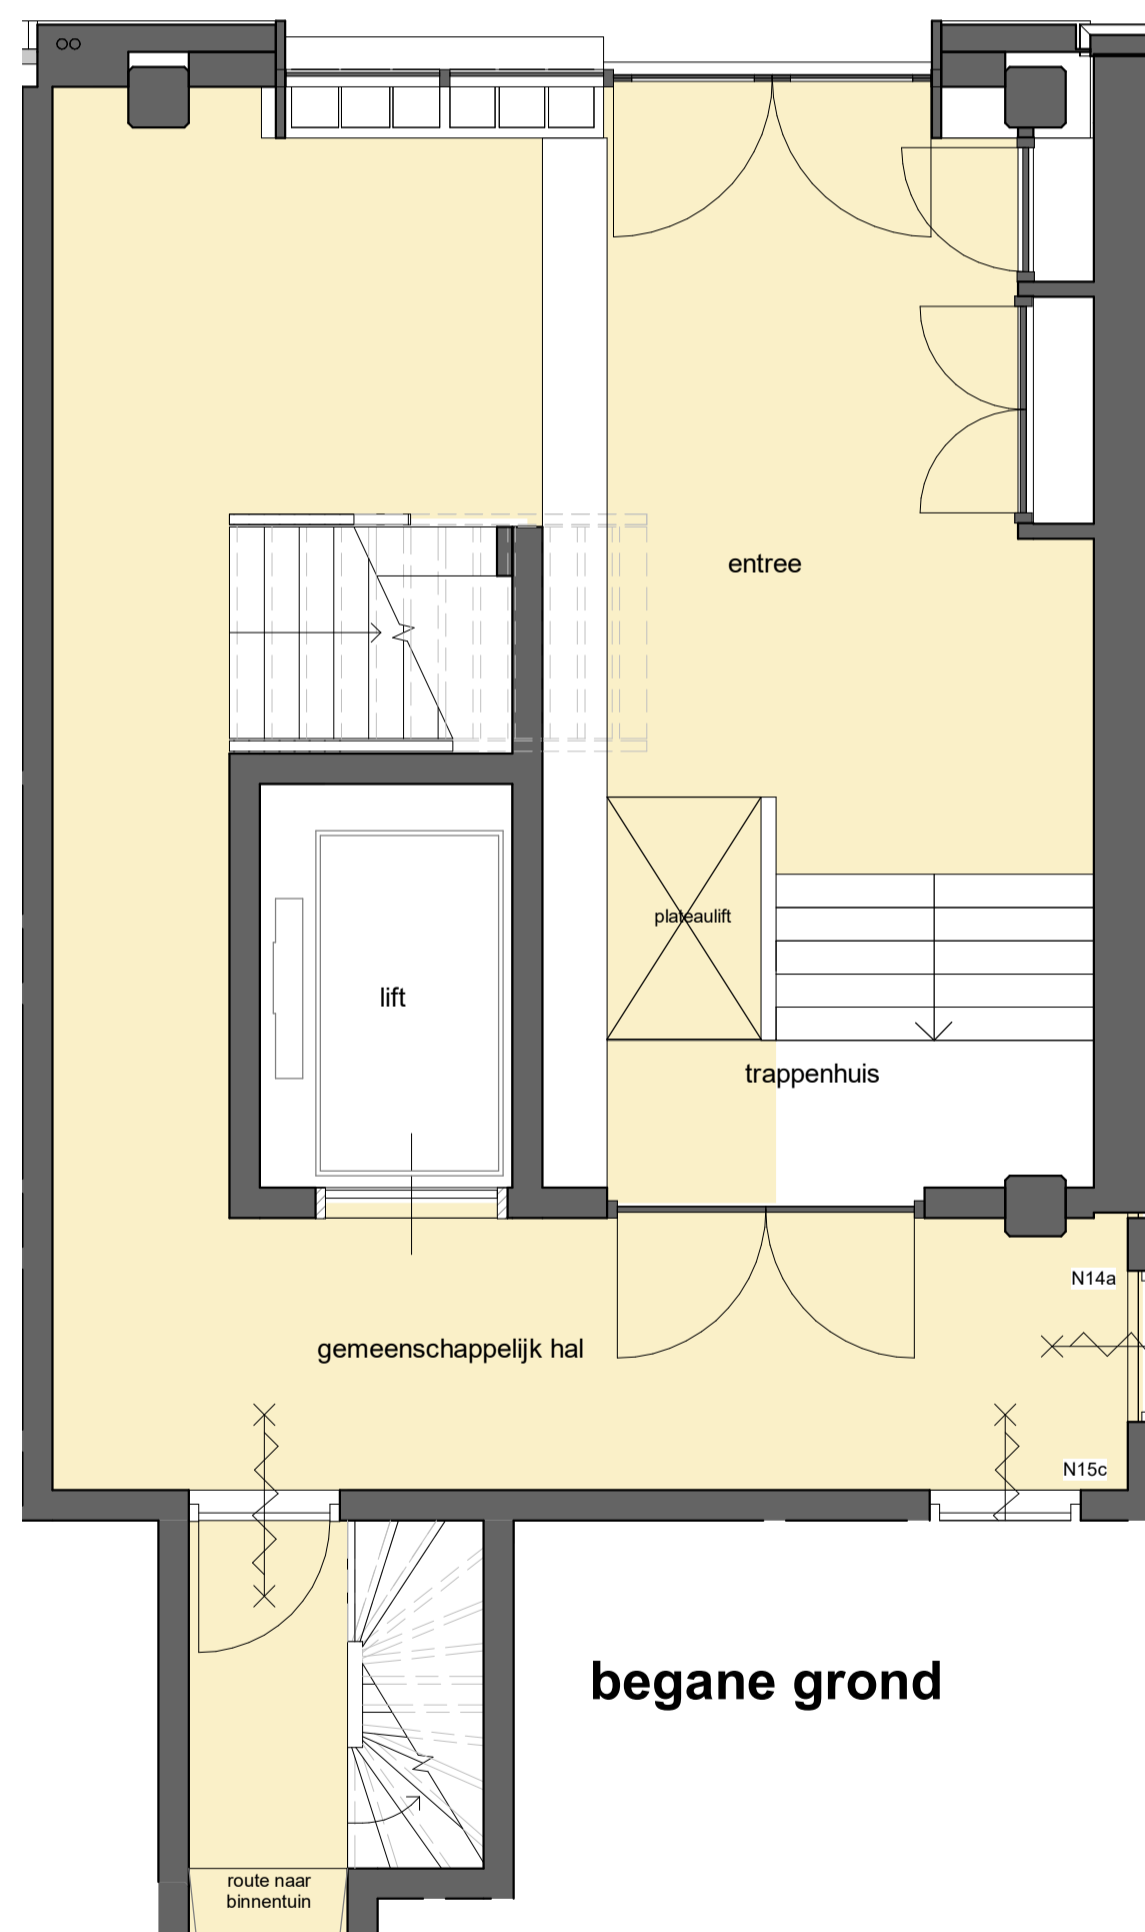 entree
plateaulift
lift
trappenhuis
N14a
gemeenschappelijk hal
N15c
begane grond
route naar
binnentuin